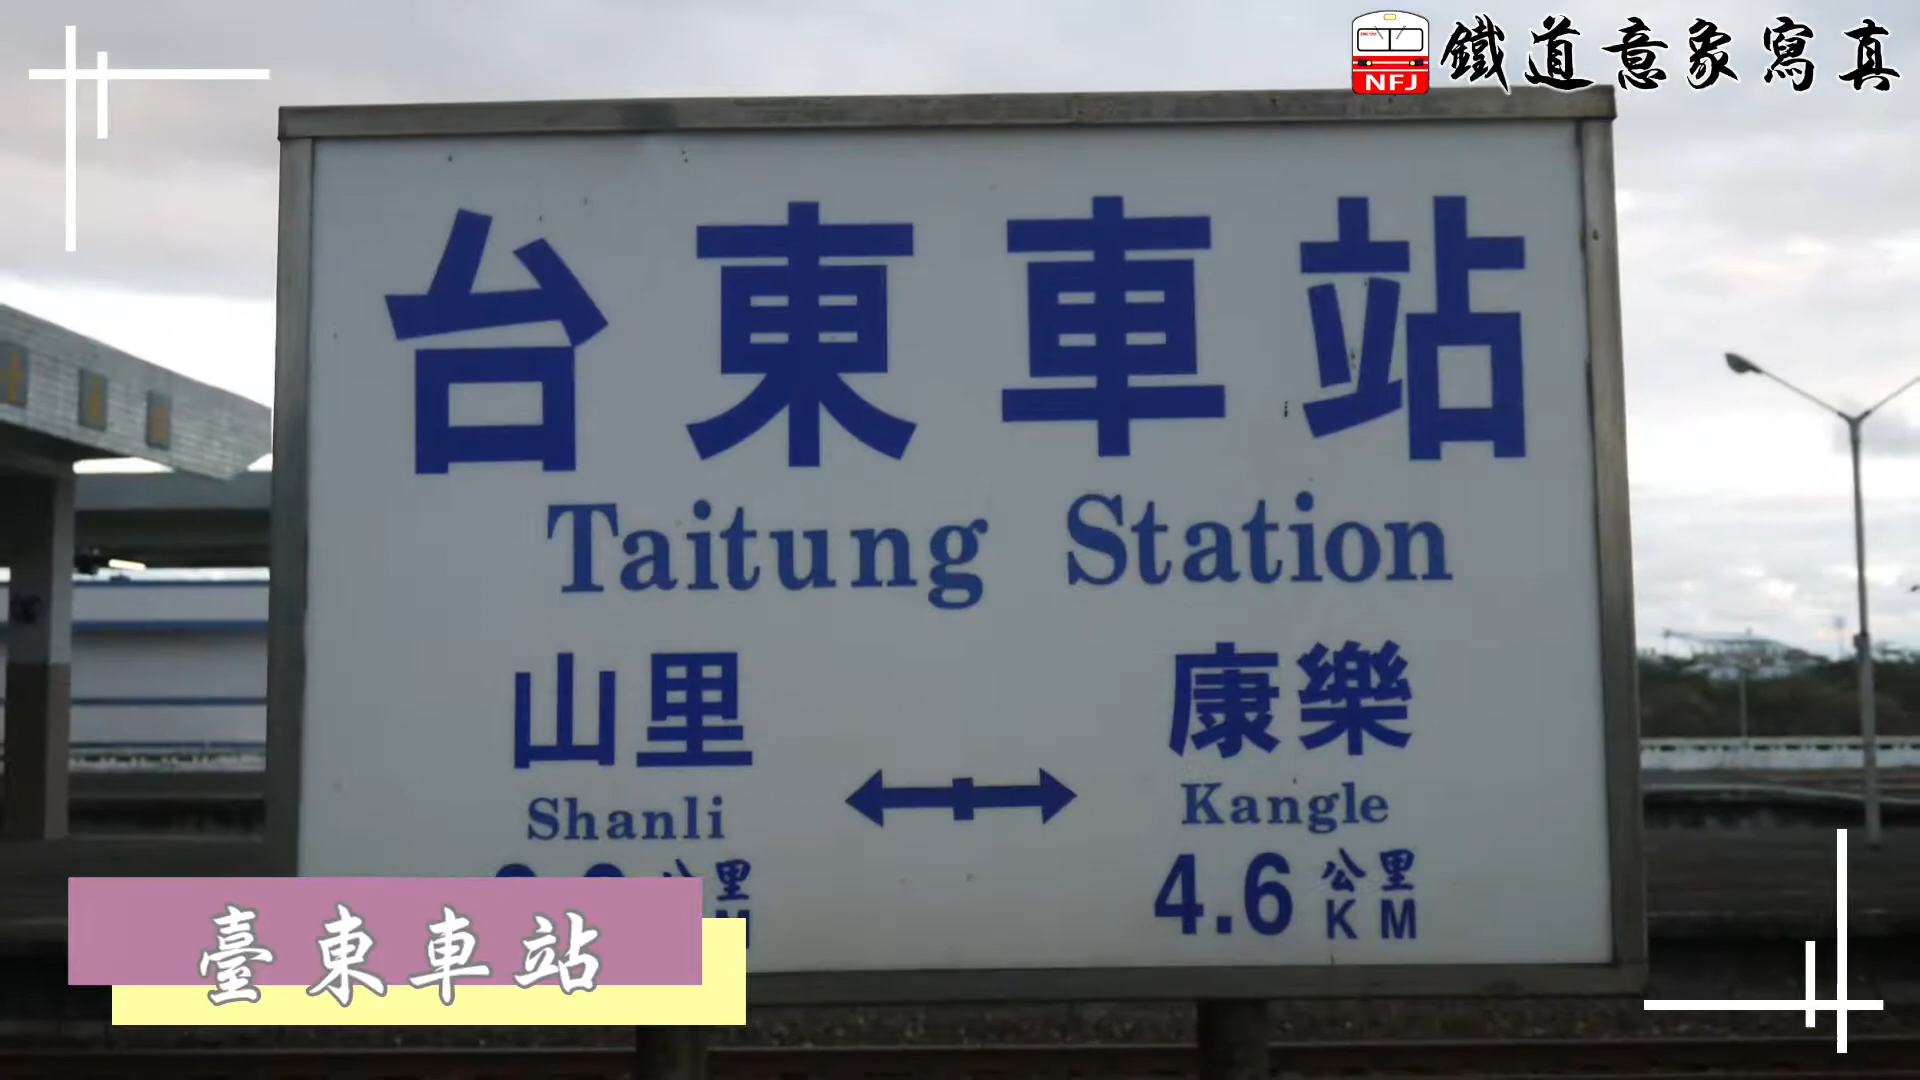 NFJ 鐵道意象寫真
台東車站
Taitung Station
山里 康樂
Shanli Kangle
公里 4.6 公里
M KM
臺東車站